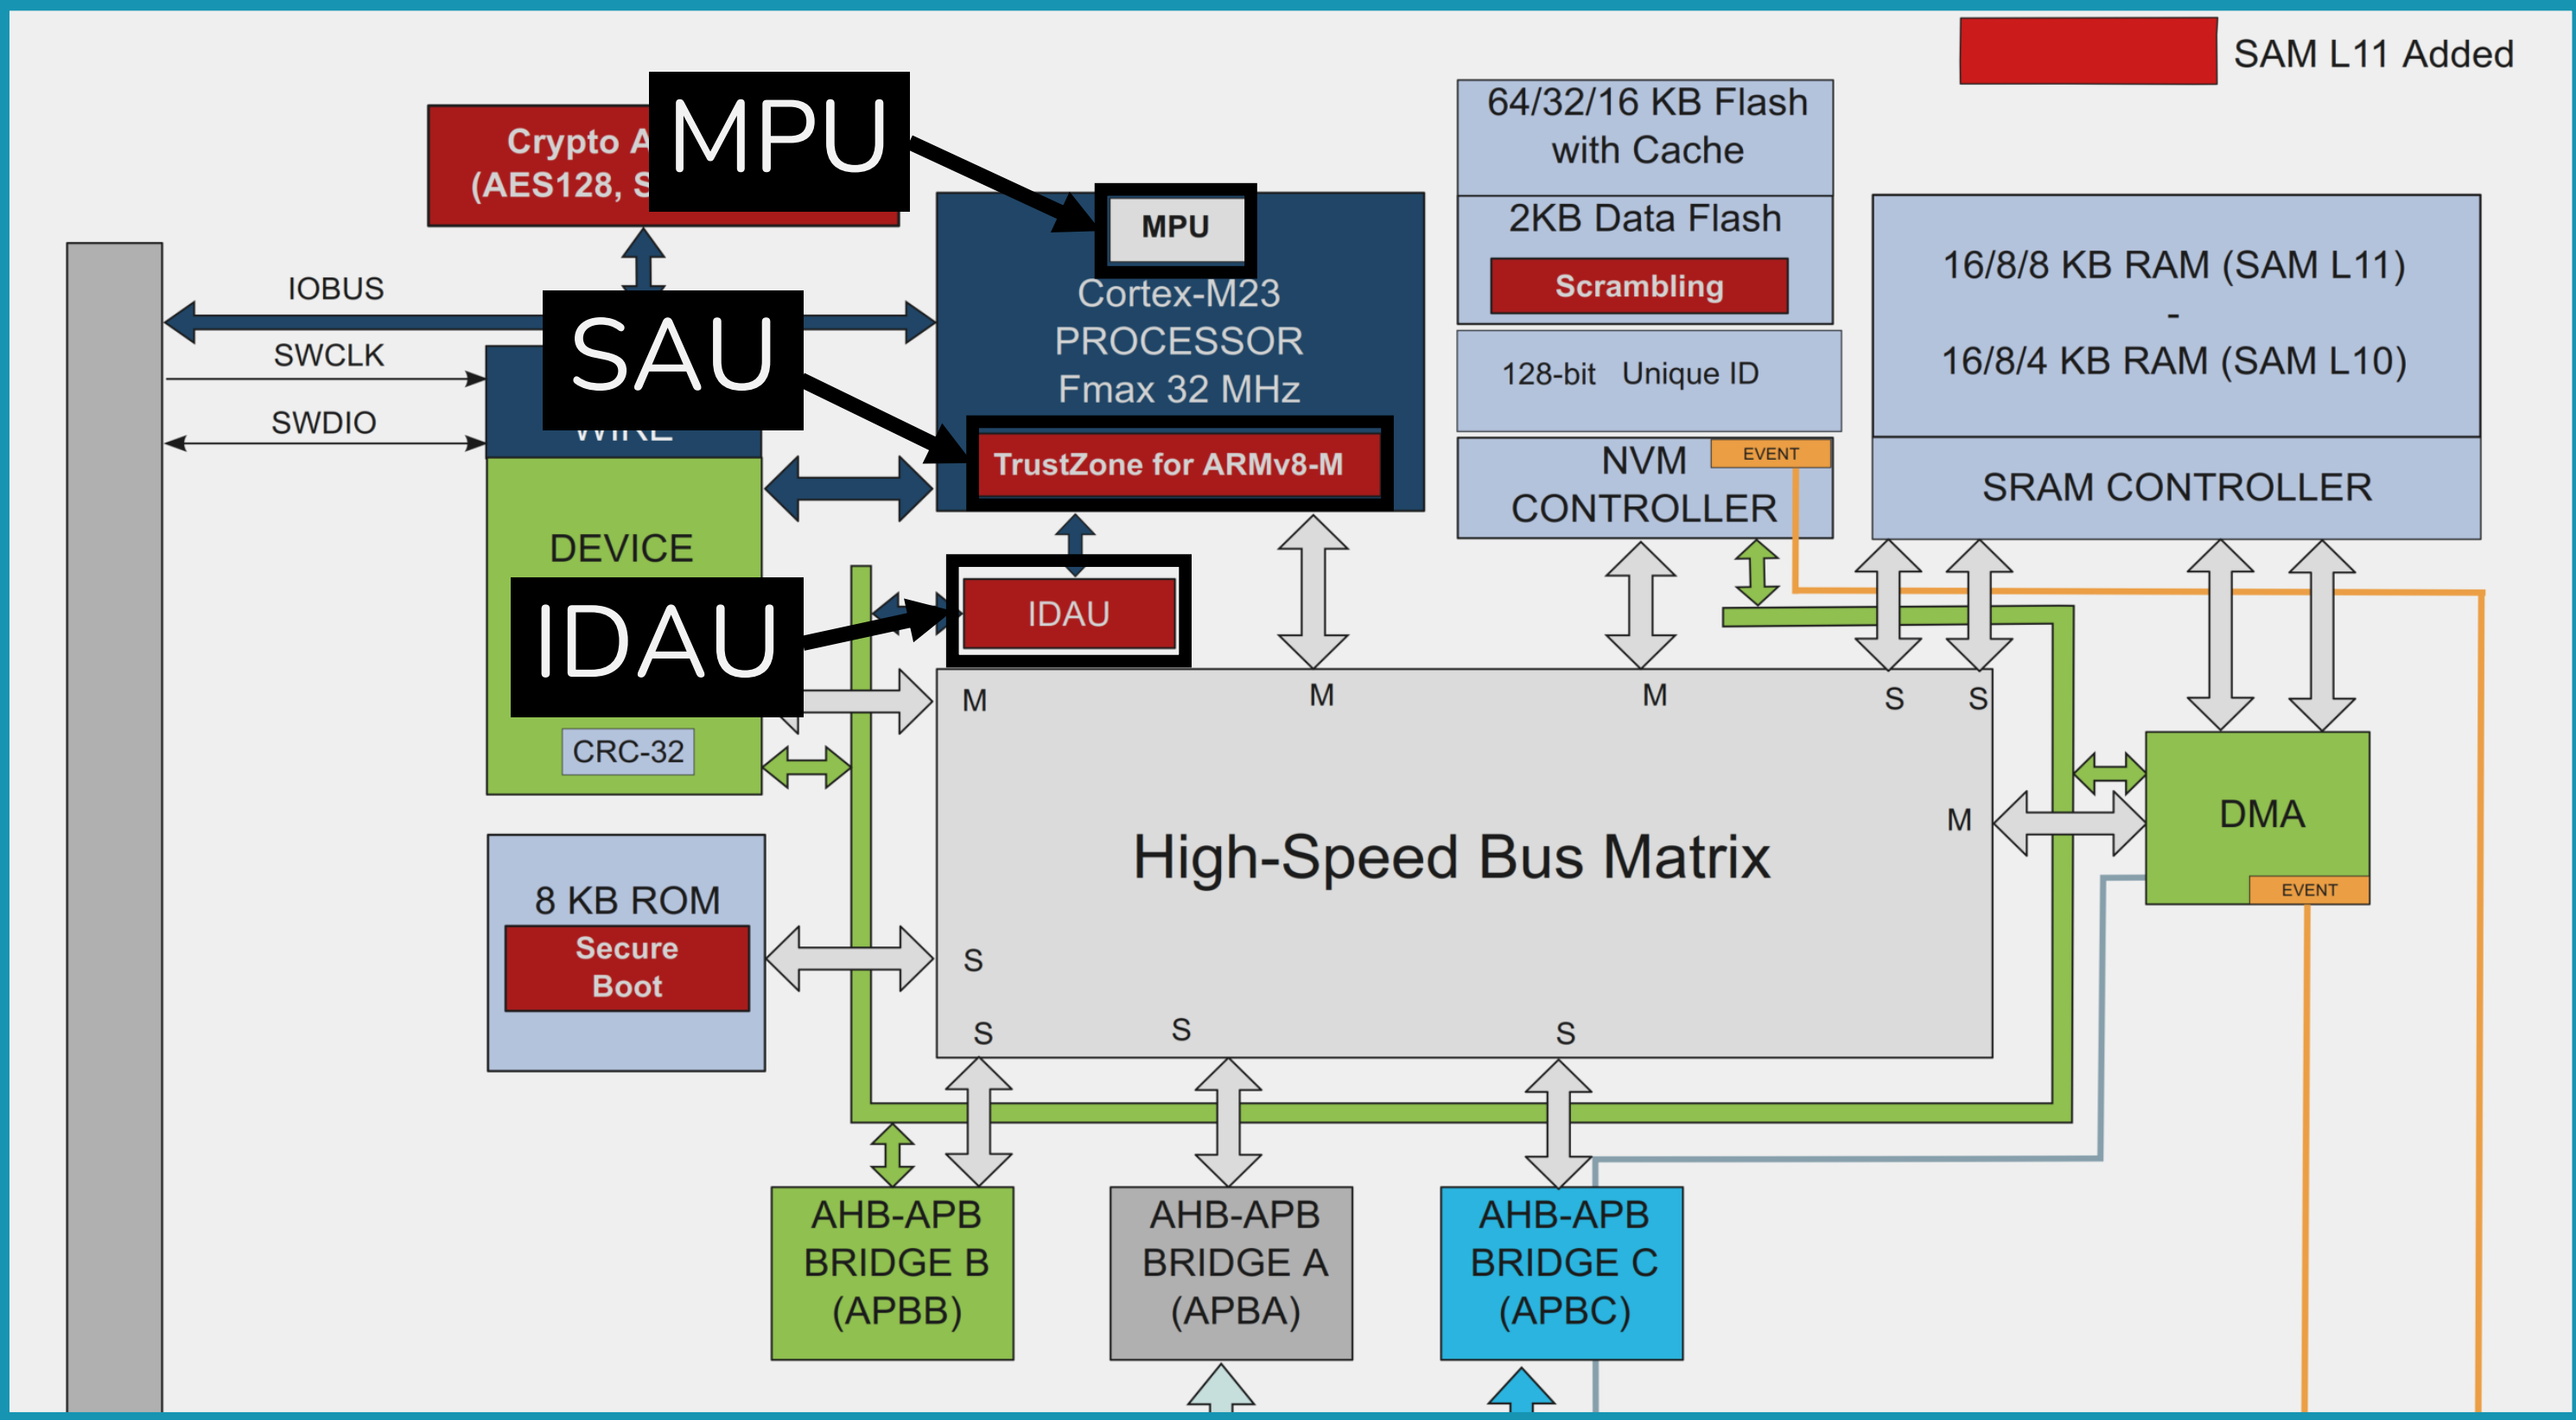 SAM L11 Added
MPU
Crypto
(AES128,
64/32/16 KB Flash
with Cache
2KB Data Flash
Scrambling
128-bit Unique ID
NVM
CONTROLLER
EVENT
16/8/8 KB RAM (SAM L11)
-
16/8/4 KB RAM (SAM L10)
SRAM CONTROLLER
MPU
Cortex-M23
PROCESSOR
Fmax 32 MHz
TrustZone for ARMv8-M
IOBUS
SWCLK
SWDIO
SAU
WIRE
DEVICE
IDAU
CRC-32
IDAU
M
M
M
S
S
M
S
S
S
S
High-Speed Bus Matrix
DMA
EVENT
8 KB ROM
Secure
Boot
AHB-APB
BRIDGE B
(APBB)
AHB-APB
BRIDGE A
(APBA)
AHB-APB
BRIDGE C
(APBC)